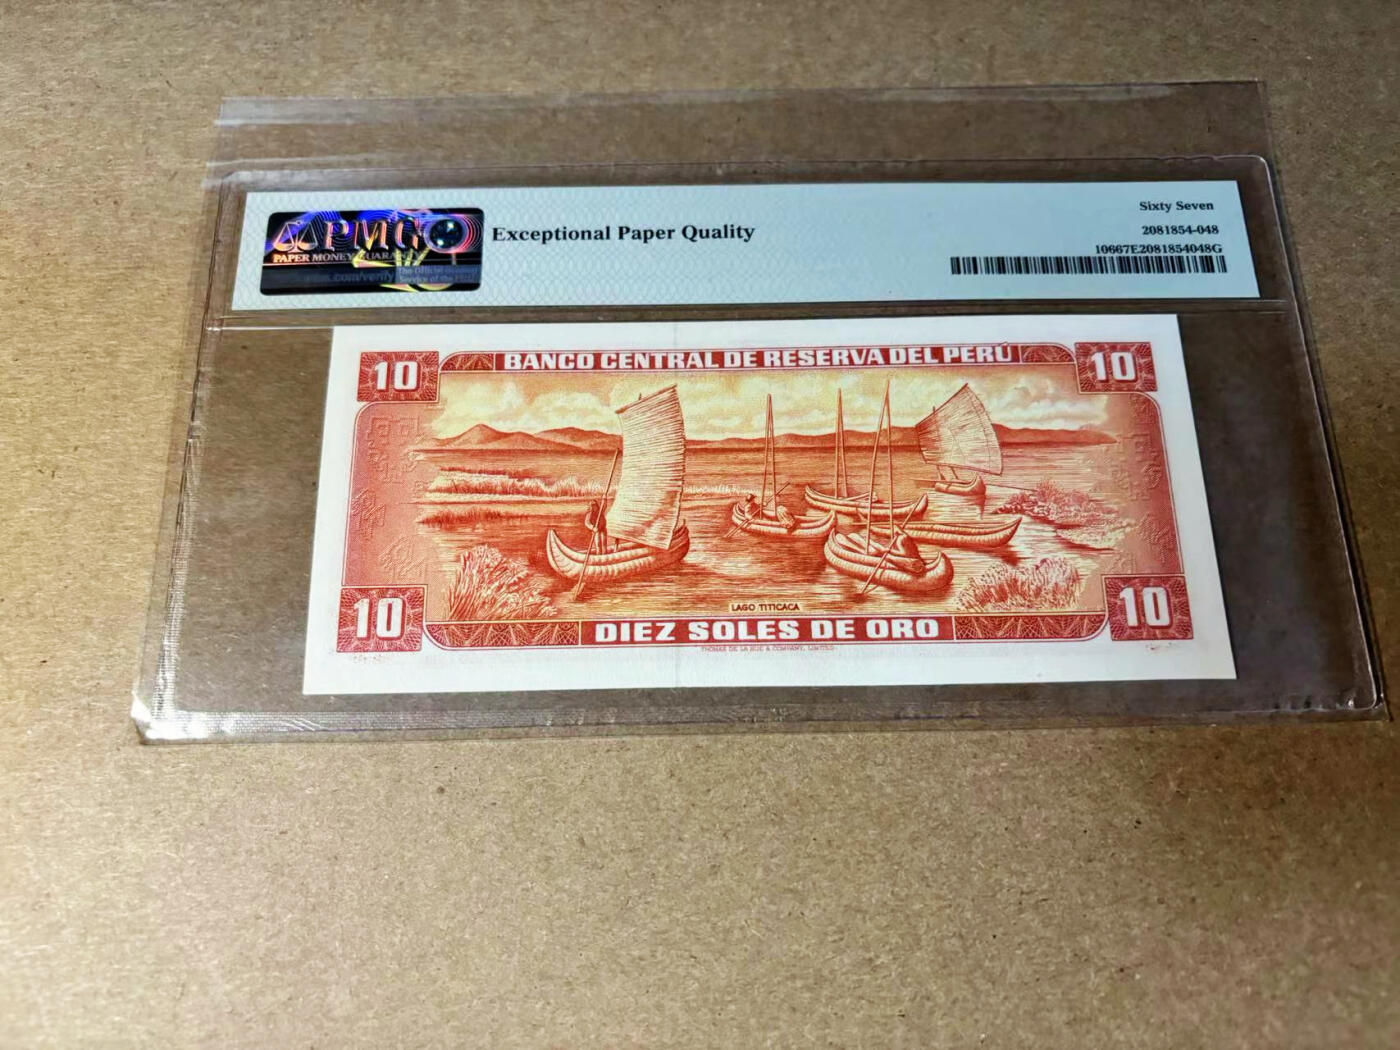 PMG
PAPER MONEY GUARANTY
Exceptional Paper Quality
Sixty Seven
2081854-048
10667E2081854048G
BANCO CENTRAL DE RESERVA DEL PERÚ
10
10
LAGO TITICACA
10
DIEZ SOLES DE ORO
10
THOMAS DE LA RUE & COMPANY, LIMITED